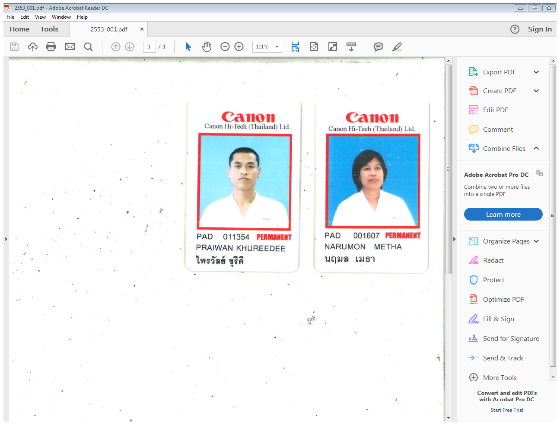 2553_001.pdf - Adobe Acrobat Reader DC
File Edit View Window Help
Home Tools 2553_001.pdf × Sign In
1 / 1 111%
Canon
Canon Hi-Tech (Thailand) Ltd.
PAD 011354 PERMANENT
PRAIWAN KHUREEDEE
ไพรวัลย์ ขุรีดี
Canon
Canon Hi-Tech (Thailand) Ltd.
PAD 001607 PERMANENT
NARUMON METHA
นฤมล เมธา
Export PDF
Create PDF
Edit PDF
Comment
Combine Files
Adobe Acrobat Pro DC
Combine two or more files
into a single PDF
Learn more
Organize Pages
Redact
Protect
Optimize PDF
Fill & Sign
Send for Signature
Send & Track
More Tools
Convert and edit PDFs
with Acrobat Pro DC
Start Free Trial